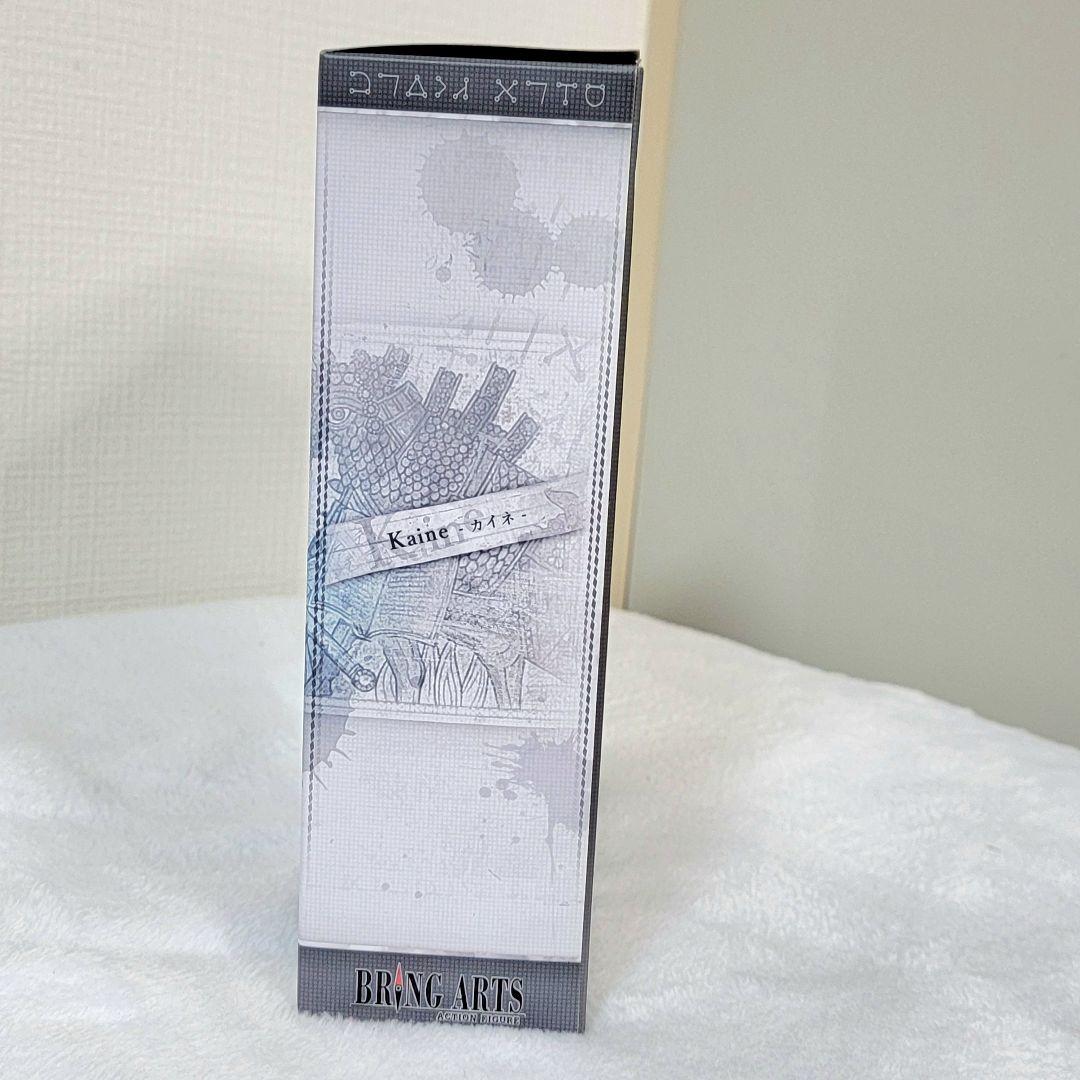 Kaine - カイネ -
BRING ARTS
ACTION FIGURE